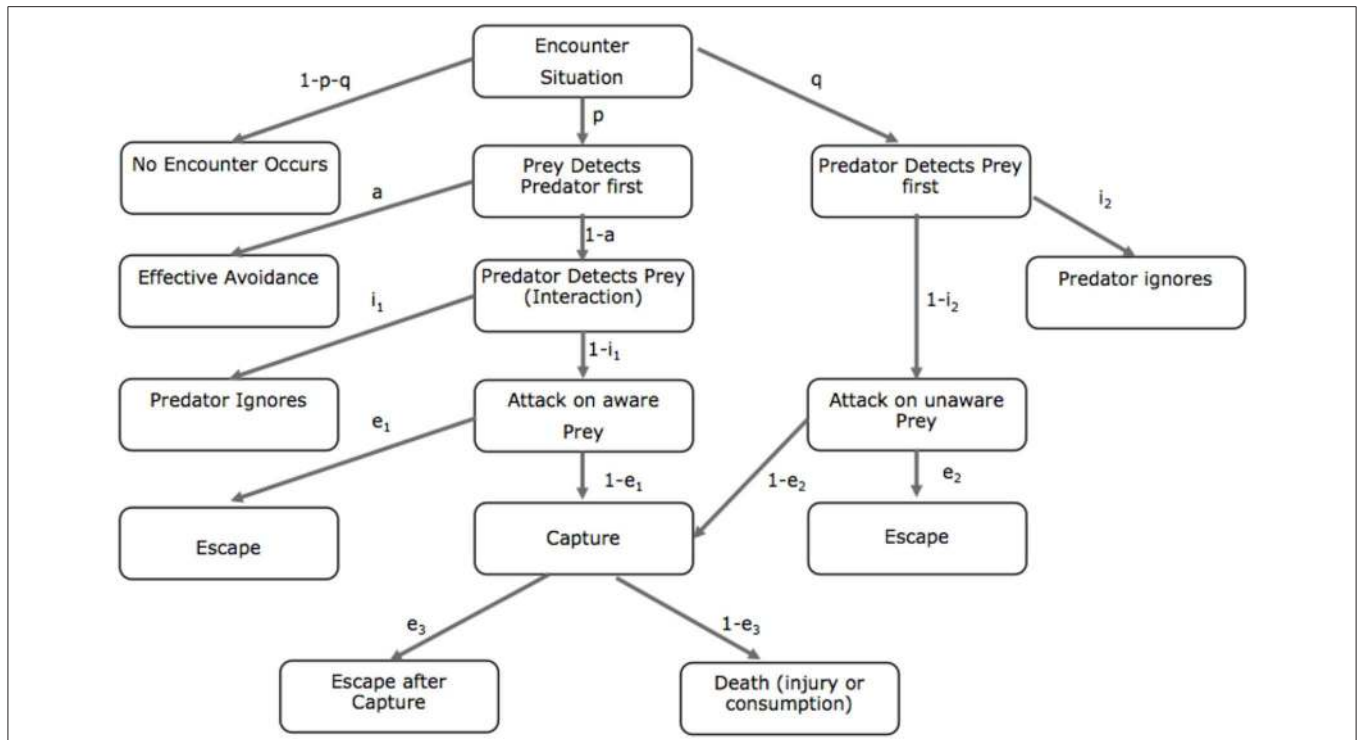 Encounter
Situation
1-p-q
q
p
No Encounter Occurs
Prey Detects
Predator first
Predator Detects Prey
first
a
i₂
1-a
Effective Avoidance
Predator Detects Prey
(Interaction)
Predator ignores
i₁
1-i₂
1-i₁
Predator Ignores
Attack on aware
Prey
Attack on unaware
Prey
e₁
1-e₁
1-e₂
e₂
Escape
Capture
Escape
e₃
1-e₃
Escape after
Capture
Death (injury or
consumption)